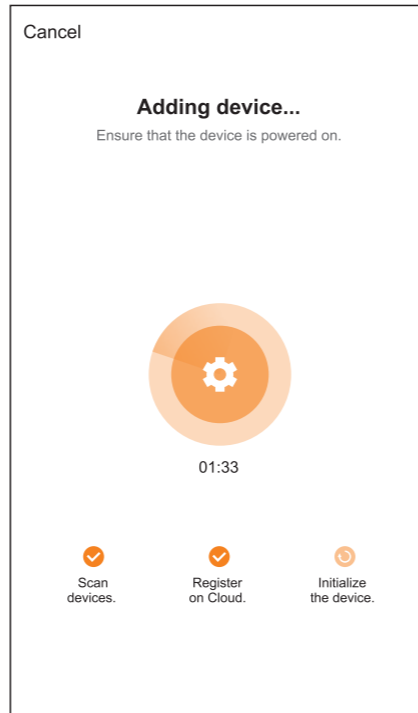 Cancel
Adding device...
Ensure that the device is powered on.
01:33
Scan
devices.
Register
on Cloud.
Initialize
the device.